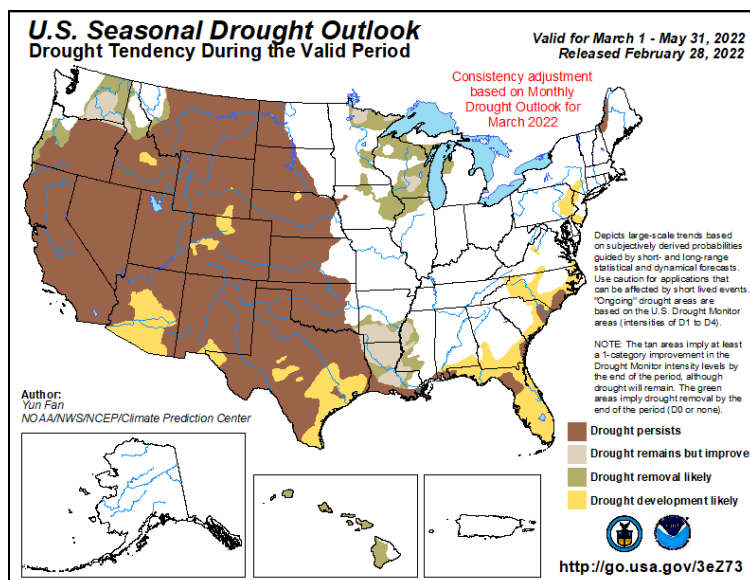 U.S. Seasonal Drought Outlook
Drought Tendency During the Valid Period
Valid for March 1 - May 31, 2022
Released February 28, 2022
Consistency adjustment
based on Monthly
Drought Outlook for
March 2022
Depicts large-scale trends based
on subjectively derived probabilities
guided by short- and long-range
statistical and dynamical forecasts.
Use caution for applications that
can be affected by short lived events.
"Ongoing" drought areas are
based on the U.S. Drought Monitor
areas (intensities of D1 to D4).
NOTE: The tan areas imply at least
a 1-category improvement in the
Drought Monitor intensity levels by
the end of the period, although
drought will remain. The green
areas imply drought removal by the
end of the period (D0 or none).
Author:
Yun Fan
NOAA/NWS/NCEP/Climate Prediction Center
Drought persists
Drought remains but improve
Drought removal likely
Drought development likely
http://go.usa.gov/3eZ73